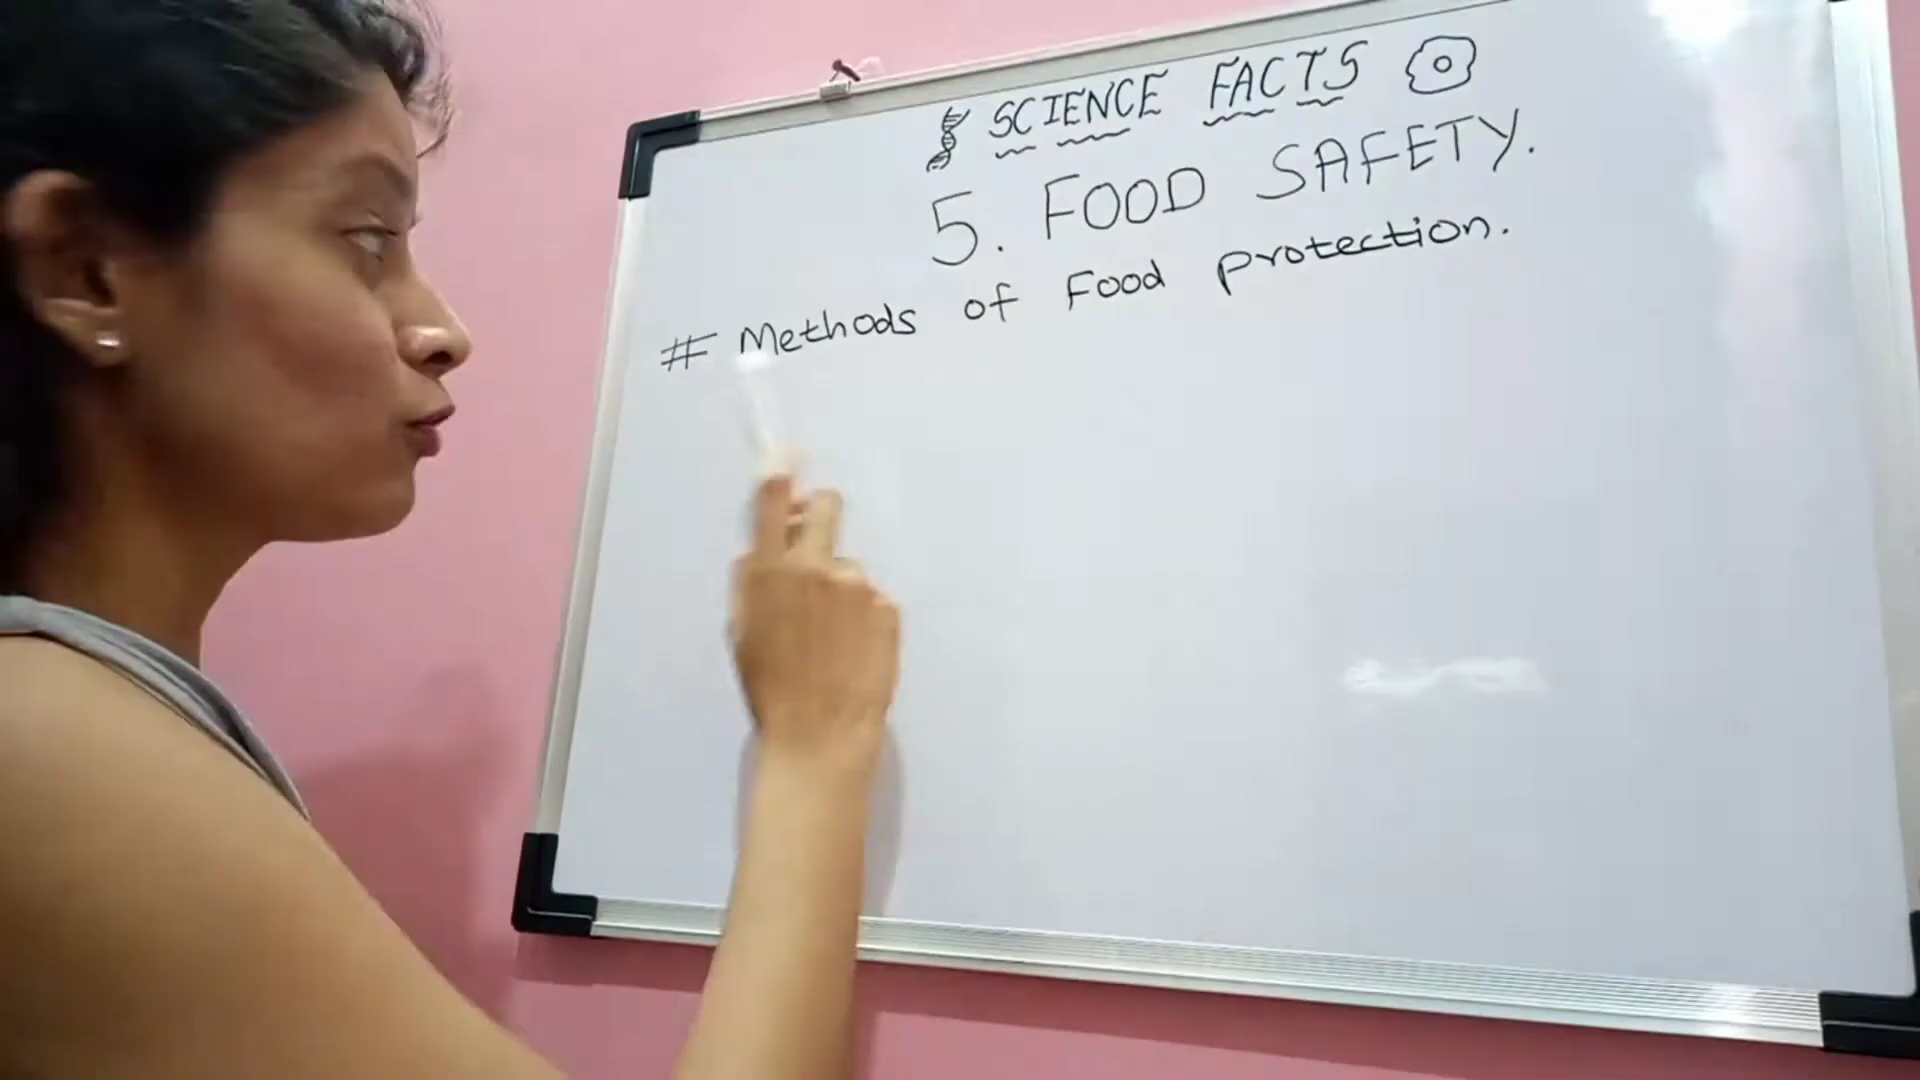 SCIENCE FACTS
5. FOOD SAFETY.
# Methods of Food protection.